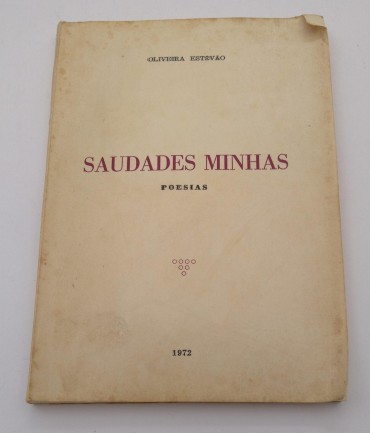 OLIVEIRA ESTEVÃO
SAUDADES MINHAS
POESIAS
1972